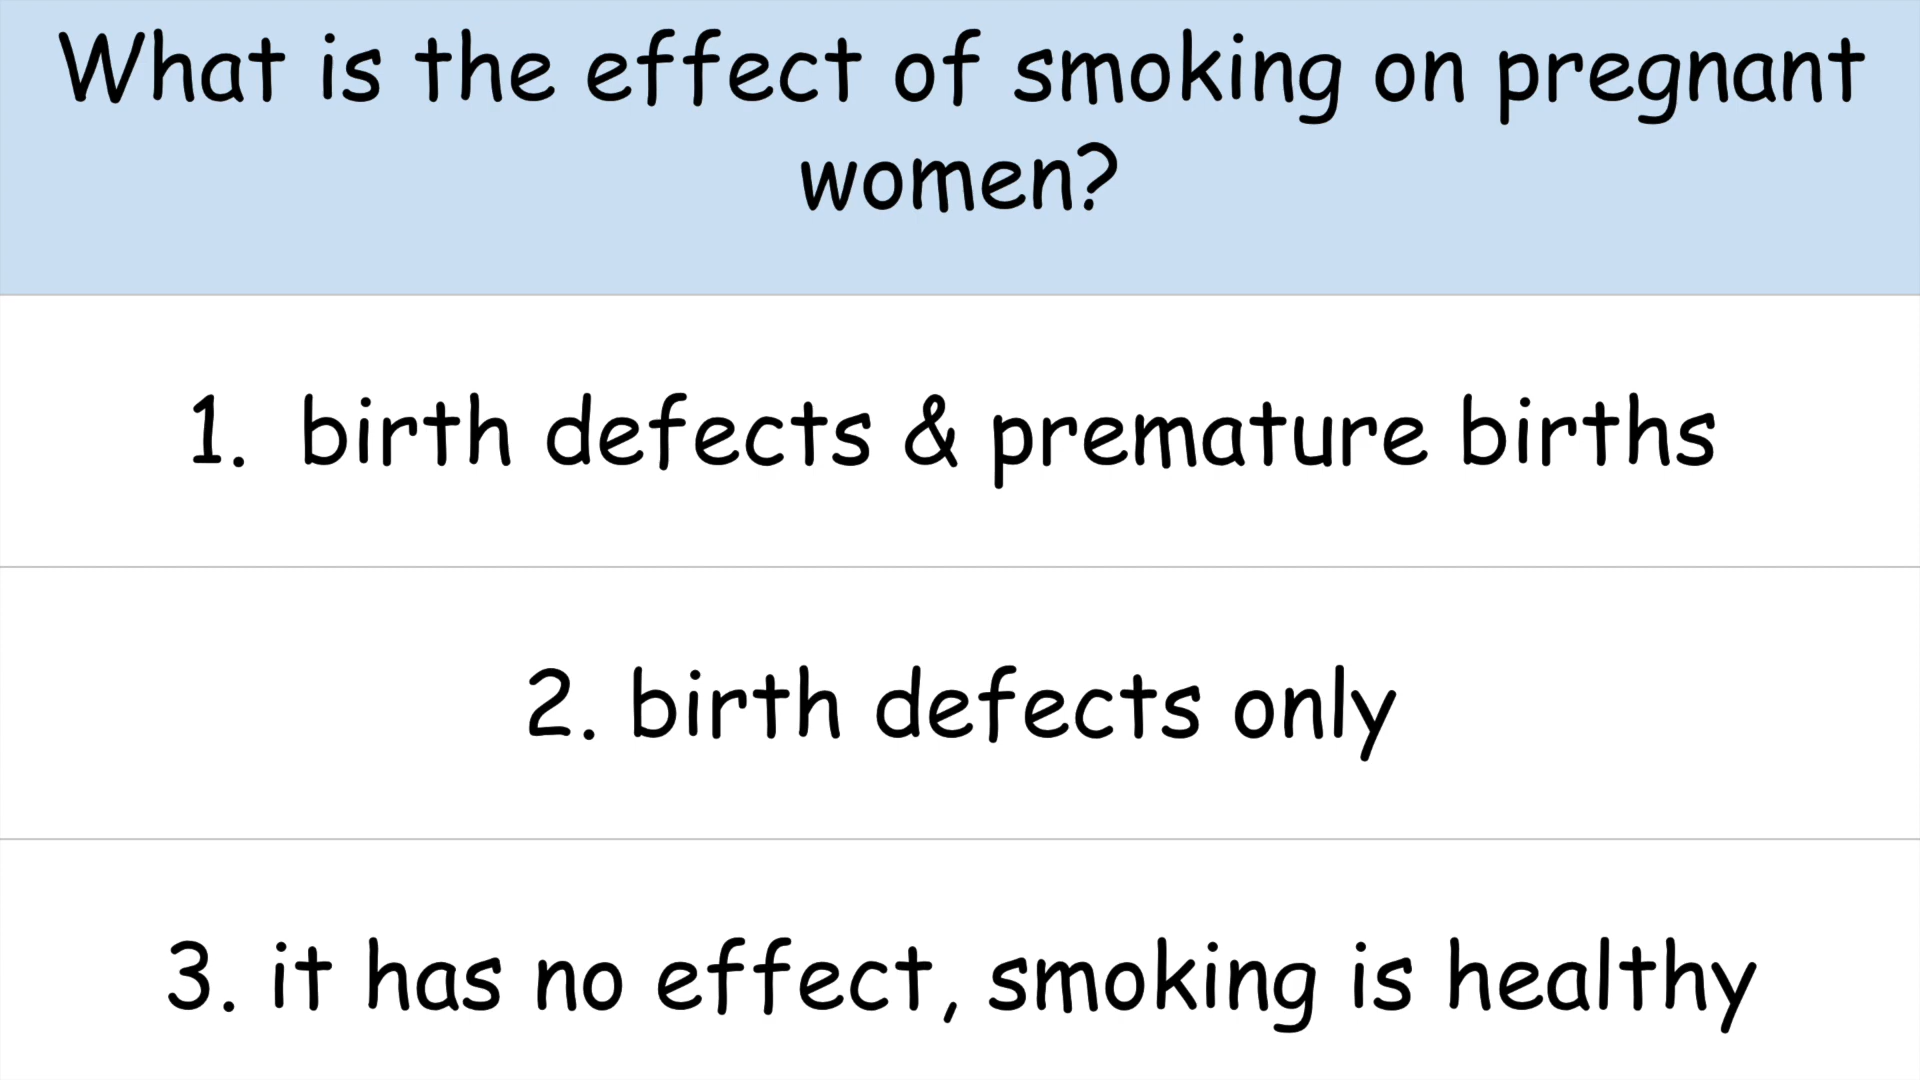 What is the effect of smoking on pregnant
women?
1. birth defects & premature births
2. birth defects only
3. it has no effect, smoking is healthy